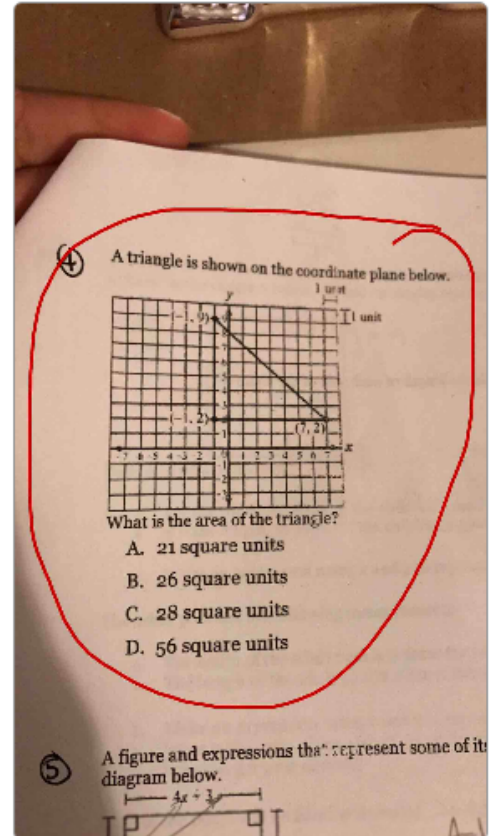 4 A triangle is shown on the coordinate plane below.
1 unit
y
1 unit
(-1, 9)
(-1, 2)
(7, 2)
x
What is the area of the triangle?
A. 21 square units
B. 26 square units
C. 28 square units
D. 56 square units
5 A figure and expressions that represent some of its
diagram below.
4x + 3